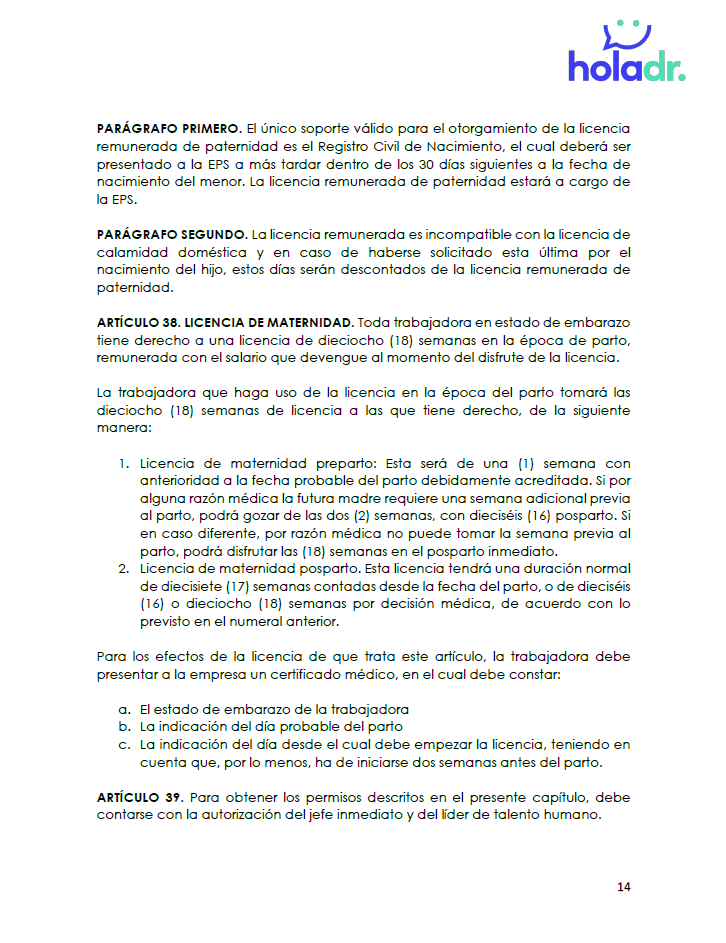 holadr.
PARÁGRAFO PRIMERO. El único soporte válido para el otorgamiento de la licencia
remunerada de paternidad es el Registro Civil de Nacimiento, el cual deberá ser
presentado a la EPS a más tardar dentro de los 30 días siguientes a la fecha de
nacimiento del menor. La licencia remunerada de paternidad estará a cargo de
la EPS.
PARÁGRAFO SEGUNDO. La licencia remunerada es incompatible con la licencia de
calamidad doméstica y en caso de haberse solicitado esta última por el
nacimiento del hijo, estos días serán descontados de la licencia remunerada de
paternidad.
ARTÍCULO 38. LICENCIA DE MATERNIDAD. Toda trabajadora en estado de embarazo
tiene derecho a una licencia de dieciocho (18) semanas en la época de parto,
remunerada con el salario que devengue al momento del disfrute de la licencia.
La trabajadora que haga uso de la licencia en la época del parto tomará las
dieciocho (18) semanas de licencia a las que tiene derecho, de la siguiente
manera:
1. Licencia de maternidad preparto: Esta será de una (1) semana con
anterioridad a la fecha probable del parto debidamente acreditada. Si por
alguna razón médica la futura madre requiere una semana adicional previa
al parto, podrá gozar de las dos (2) semanas, con dieciséis (16) posparto. Si
en caso diferente, por razón médica no puede tomar la semana previa al
parto, podrá disfrutar las (18) semanas en el posparto inmediato.
2. Licencia de maternidad posparto. Esta licencia tendrá una duración normal
de diecisiete (17) semanas contadas desde la fecha del parto, o de dieciséis
(16) o dieciocho (18) semanas por decisión médica, de acuerdo con lo
previsto en el numeral anterior.
Para los efectos de la licencia de que trata este artículo, la trabajadora debe
presentar a la empresa un certificado médico, en el cual debe constar:
a. El estado de embarazo de la trabajadora
b. La indicación del día probable del parto
c. La indicación del día desde el cual debe empezar la licencia, teniendo en
cuenta que, por lo menos, ha de iniciarse dos semanas antes del parto.
ARTÍCULO 39. Para obtener los permisos descritos en el presente capítulo, debe
contarse con la autorización del jefe inmediato y del líder de talento humano.
14